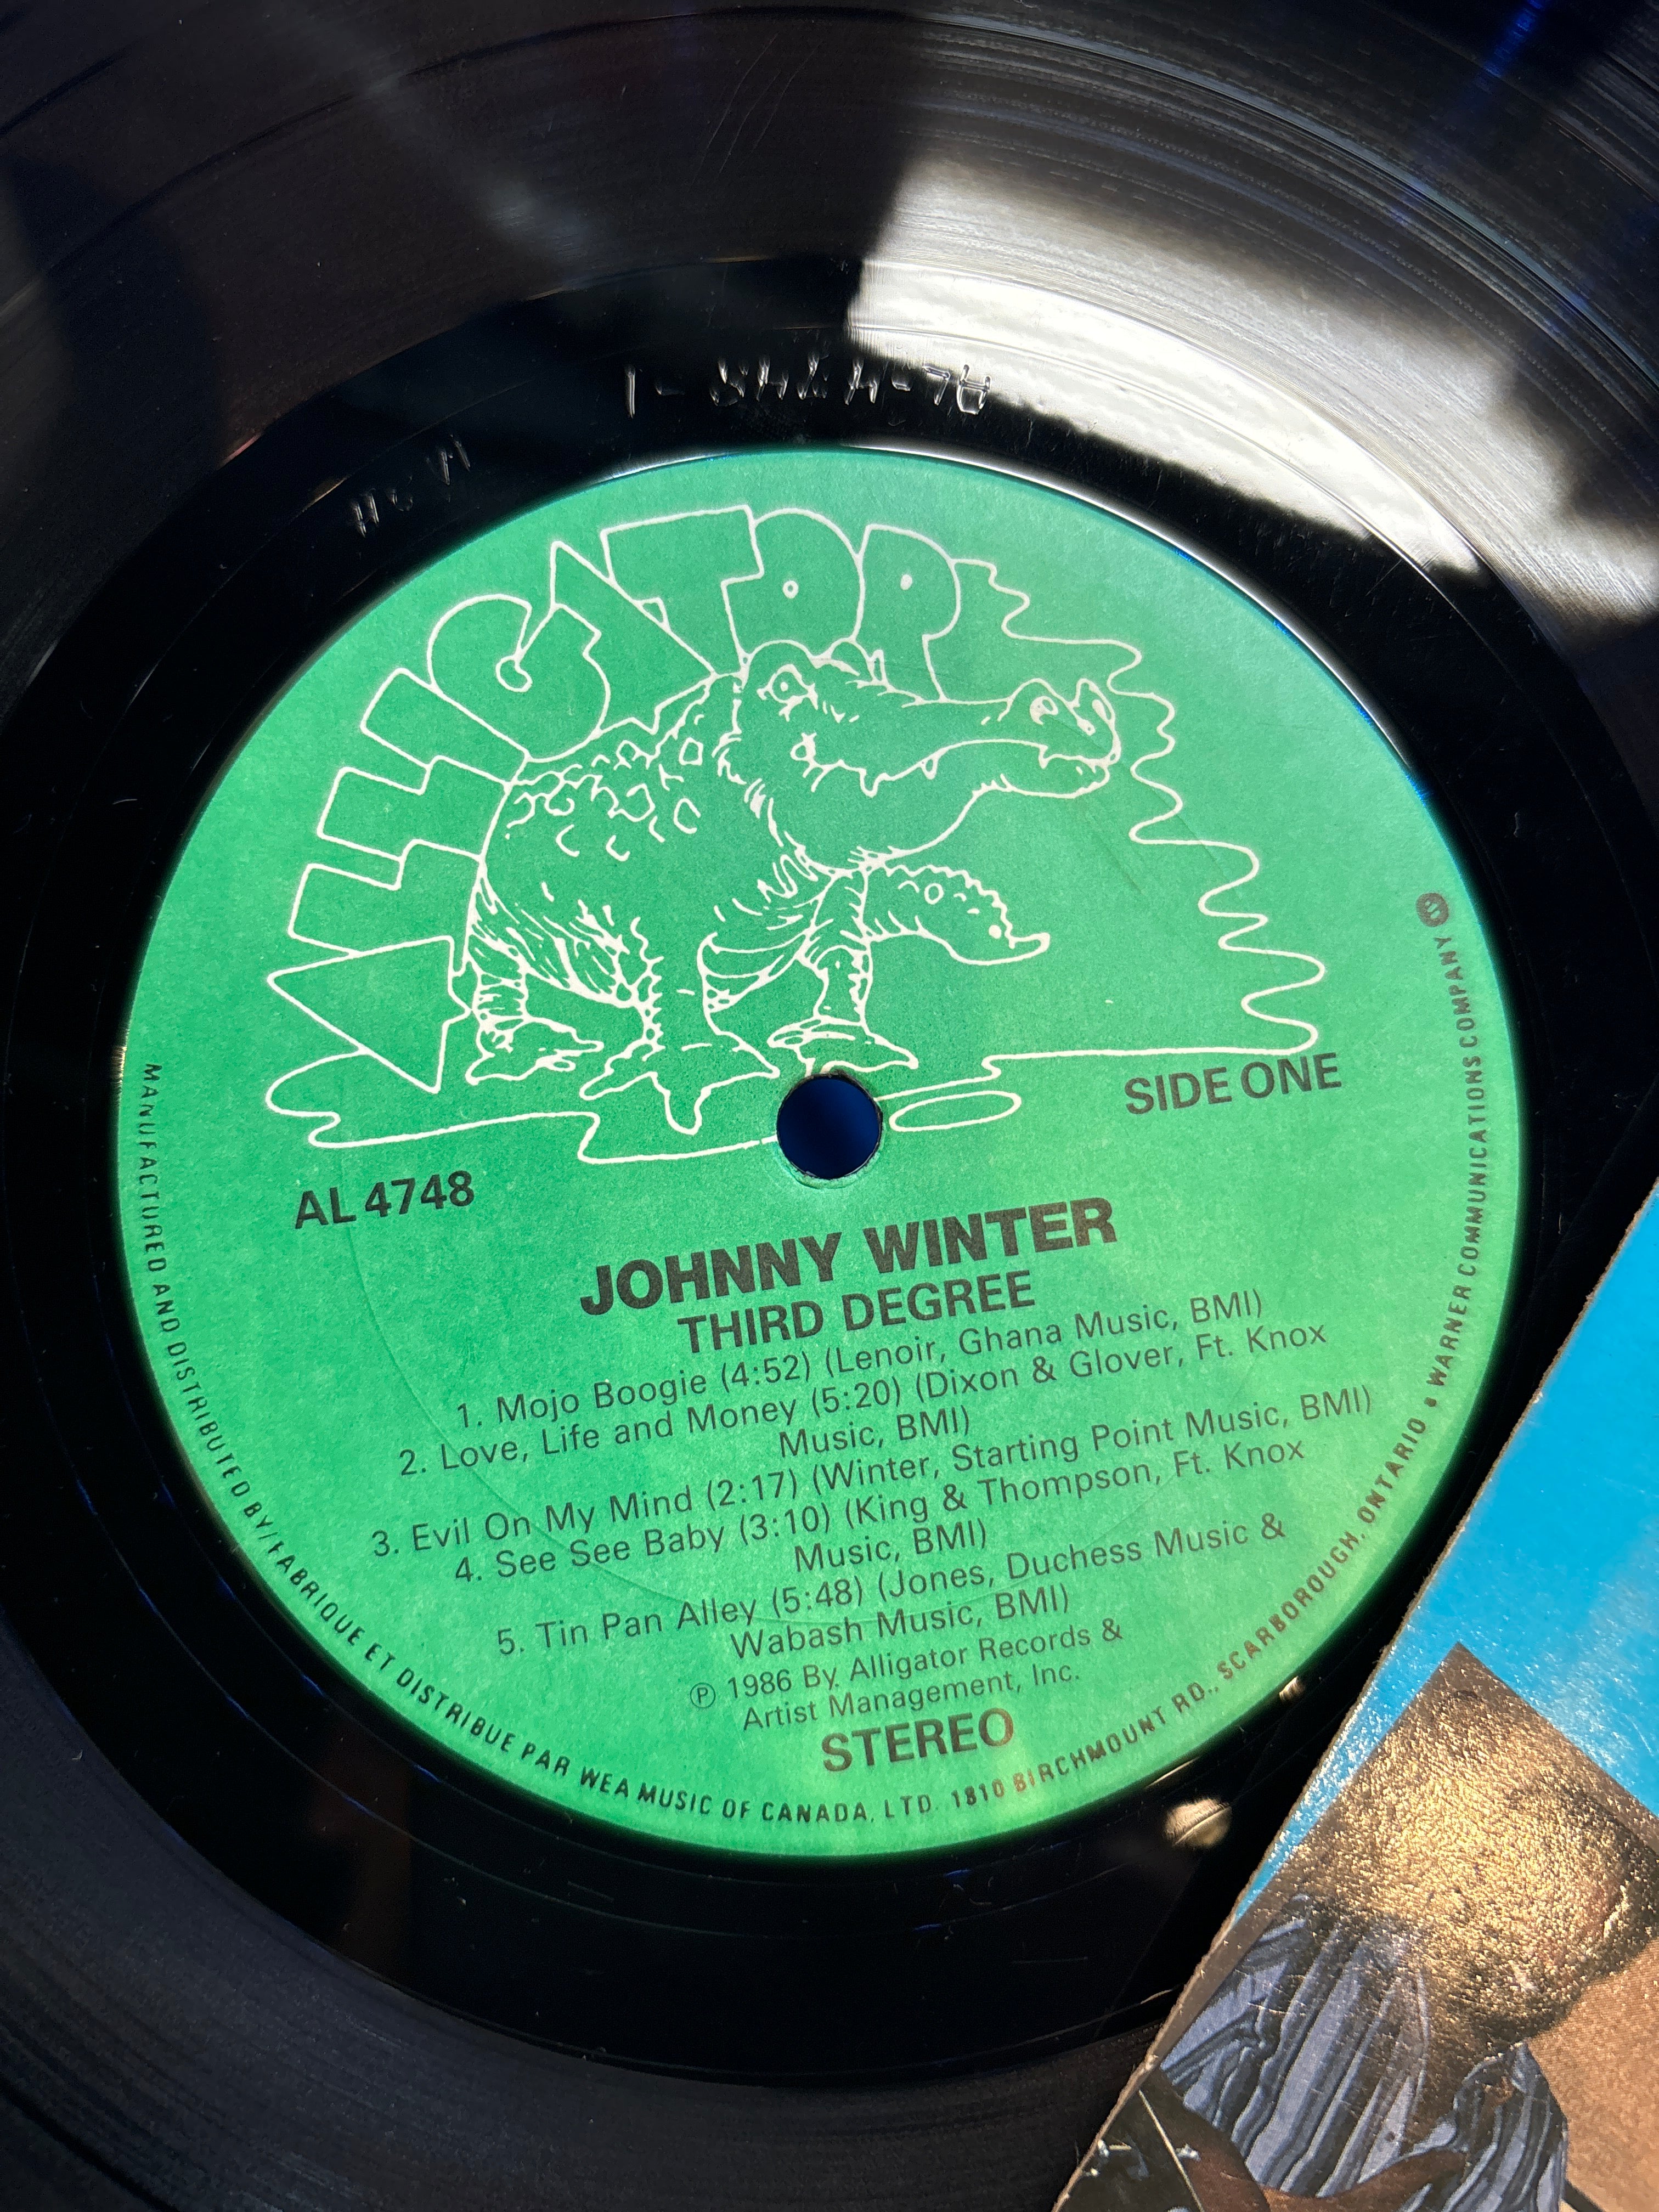 AL-4748-1
ALLIGATOR
SIDE ONE
AL 4748
JOHNNY WINTER
THIRD DEGREE
1. Mojo Boogie (4:52) (Lenoir, Ghana Music, BMI)
2. Love, Life and Money (5:20) (Dixon & Glover, Ft. Knox
Music, BMI)
3. Evil On My Mind (2:17) (Winter, Starting Point Music, BMI)
4. See See Baby (3:10) (King & Thompson, Ft. Knox
Music, BMI)
5. Tin Pan Alley (5:48) (Jones, Duchess Music &
Wabash Music, BMI)
Ⓟ 1986 By Alligator Records &
Artist Management, Inc.
STEREO
MANUFACTURED AND DISTRIBUTED BY/FABRIQUE ET DISTRIBUE PAR WEA MUSIC OF CANADA, LTD. 1810 BIRCHMOUNT RD., SCARBOROUGH, ONTARIO • WARNER COMMUNICATIONS COMPANY